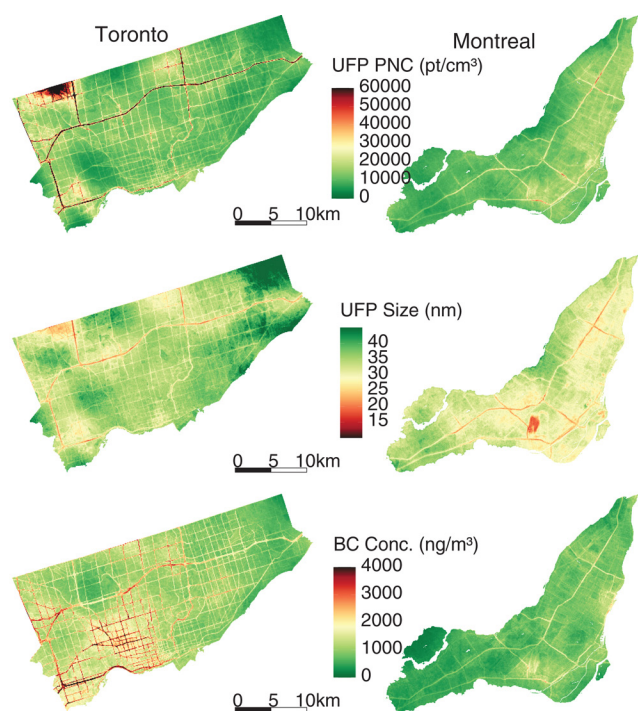 Toronto
Montreal
UFP PNC (pt/cm³)
60000
50000
40000
30000
20000
10000
0
0 5 10km
UFP Size (nm)
40
35
30
25
20
15
0 5 10km
BC Conc. (ng/m³)
4000
3000
2000
1000
0
0 5 10km